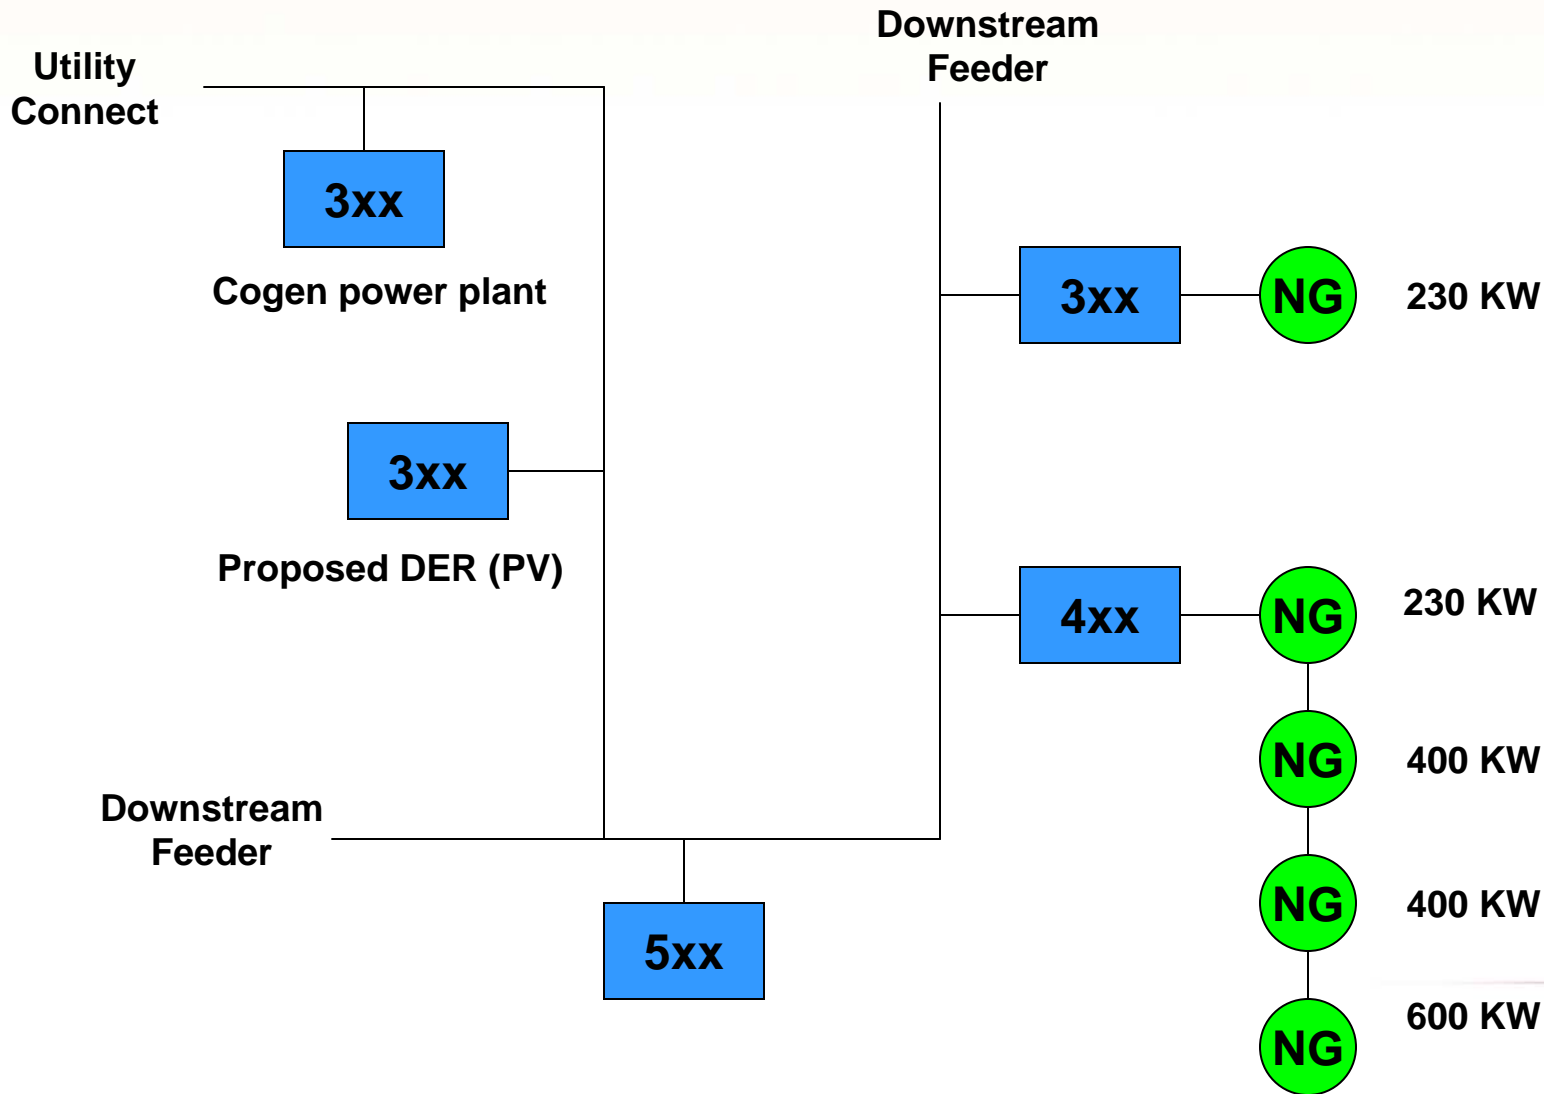 Downstream
Feeder
Utility
Connect
3xx
Cogen power plant
3xx
NG
230 KW
3xx
Proposed DER (PV)
4xx
NG
230 KW
NG
400 KW
Downstream
Feeder
5xx
NG
400 KW
NG
600 KW